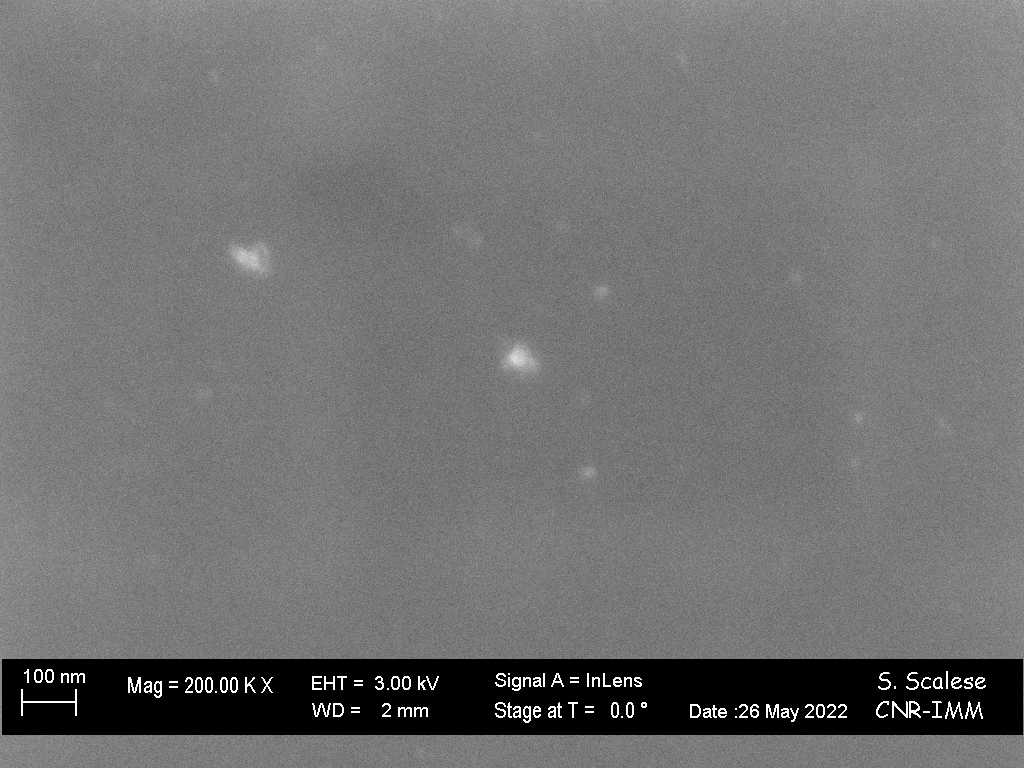 100 nm
Mag = 200.00 K X
EHT = 3.00 kV
WD = 2 mm
Signal A = InLens
Stage at T = 0.0 °
Date :26 May 2022
S. Scalese
CNR-IMM